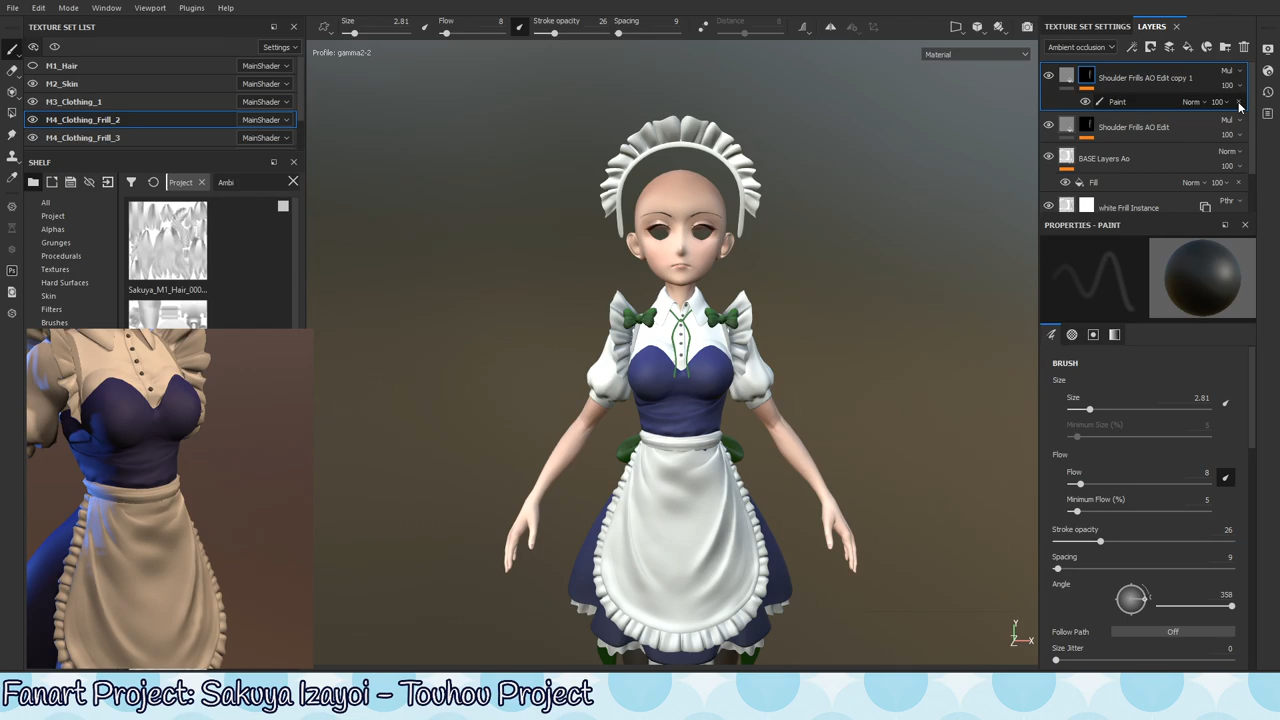 File Edit Mode Window Viewport Plugins Help
TEXTURE SET LIST
Settings
M1_Hair MainShader
M2_Skin MainShader
M3_Clothing_1 MainShader
M4_Clothing_Frill_2 MainShader
M4_Clothing_Frill_3 MainShader
SHELF
Project Ambi
All
Project
Alphas
Grunges
Procedurals
Textures
Hard Surfaces
Skin
Filters
Brushes
Sakuya_M1_Hair_000...
Size 2.81 Flow 8 Stroke opacity 26 Spacing 9 Distance 8
Profile: gamma2-2
Material
Y
Z X
TEXTURE SET SETTINGS LAYERS
Ambient occlusion
Shoulder Frills AO Edit copy 1 Mul 100
Paint Norm 100
Shoulder Frills AO Edit Mul 100
BASE Layers Ao Norm 100
Fill Norm 100
white Frill Instance Pthr
PROPERTIES - PAINT
BRUSH
Size
Size 2.81
Minimum Size (%) 5
Flow
Flow 8
Minimum Flow (%) 5
Stroke opacity 26
Spacing 9
Angle 358
Follow Path Off
Size Jitter 0
Ps
Fanart Project: Sakuya Izayoi - Touhou Project